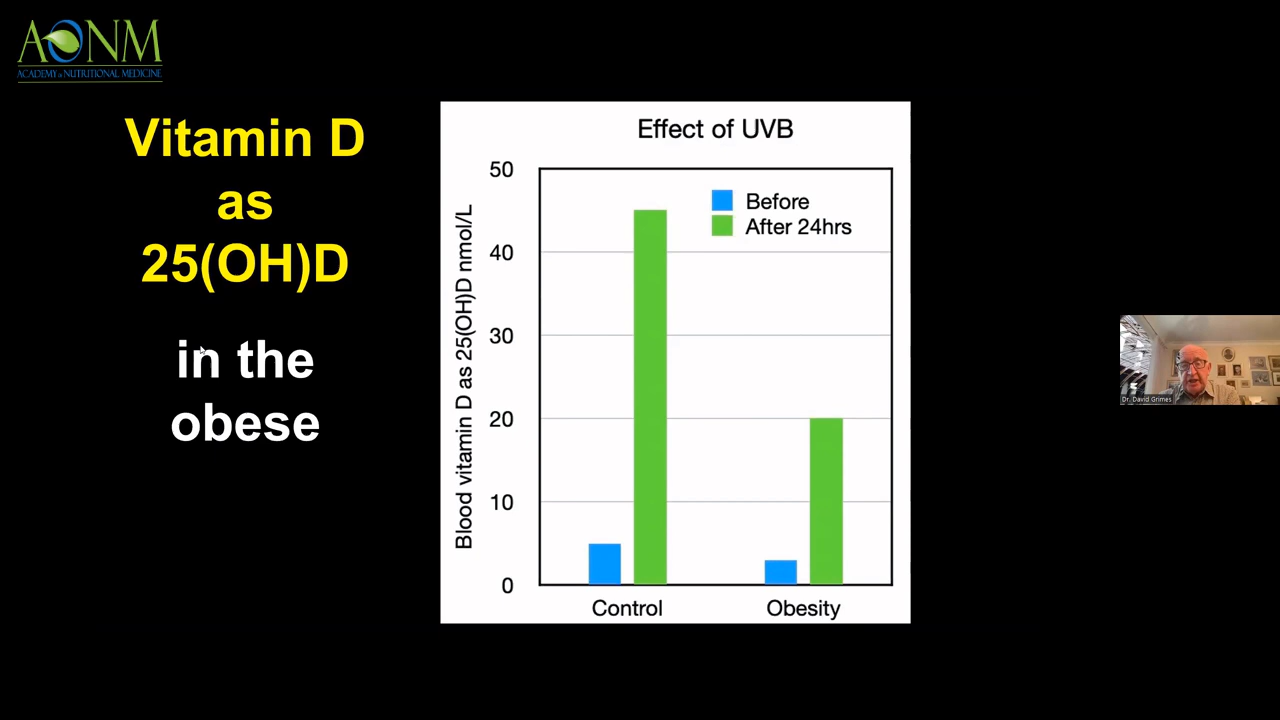 AONM
ACADEMY of NUTRITIONAL MEDICINE
Vitamin D
as
25(OH)D
in the
obese
Effect of UVB
Blood vitamin D as 25(OH)D nmol/L
50
40
30
20
10
0
Before
After 24hrs
Control
Obesity
Dr. David Grimes